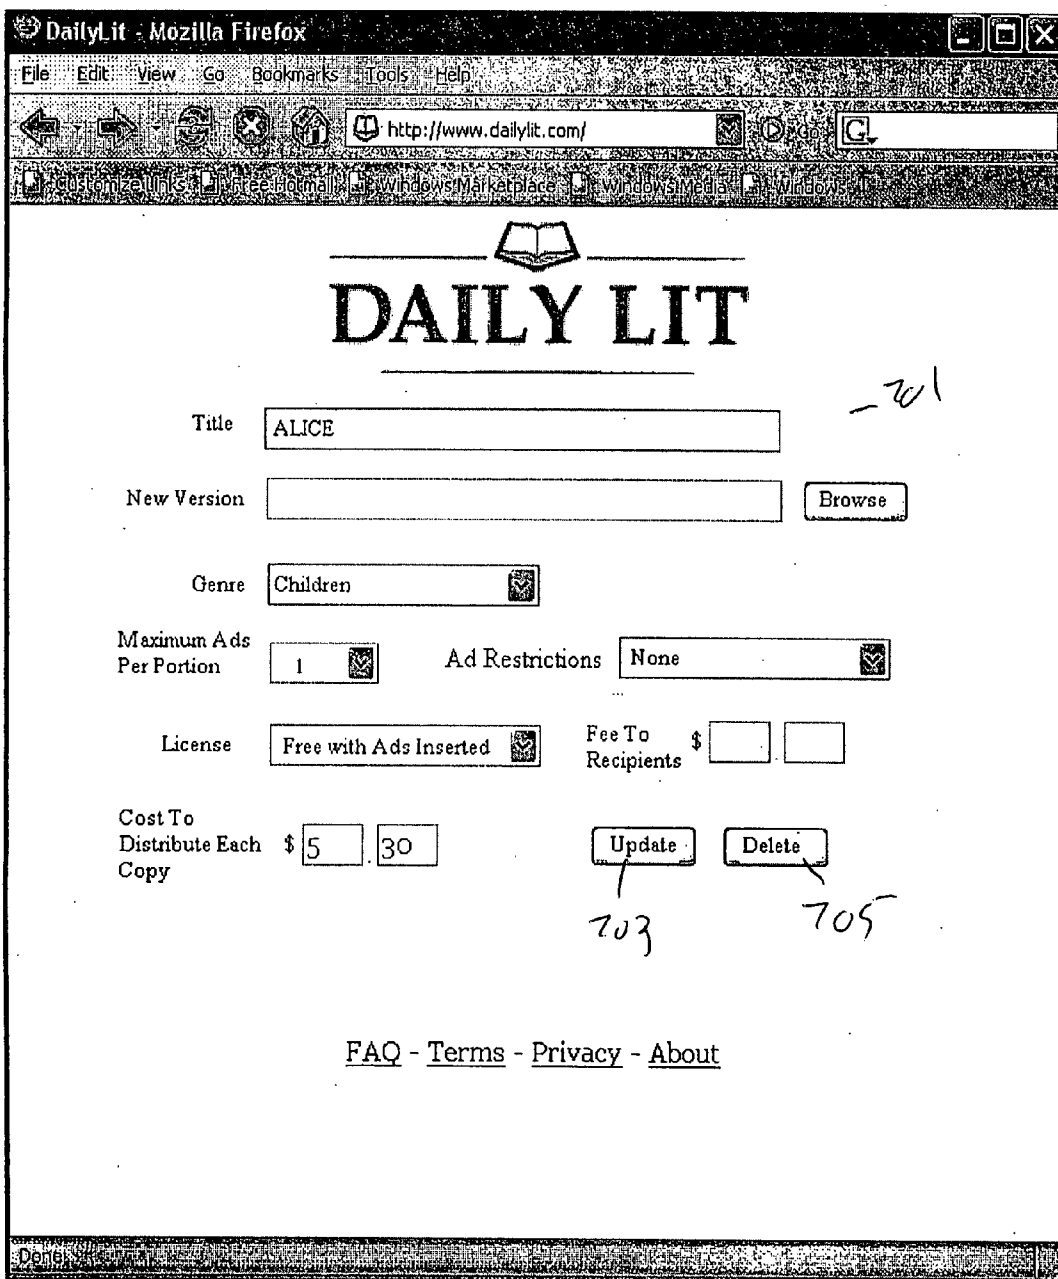 DailyLit - Mozilla Firefox
File Edit View Go Bookmarks Tools Help
http://www.dailylit.com/ Go G
Customize Links Free Hotmail Windows Marketplace Windows Media Windows
DAILY LIT
701
Title ALICE
New Version Browse
Genre Children
Maximum Ads
Per Portion 1 Ad Restrictions None
License Free with Ads Inserted Fee To
Recipients $
Cost To
Distribute Each
Copy $ 5 . 30 Update Delete
703 705
FAQ - Terms - Privacy - About
Done